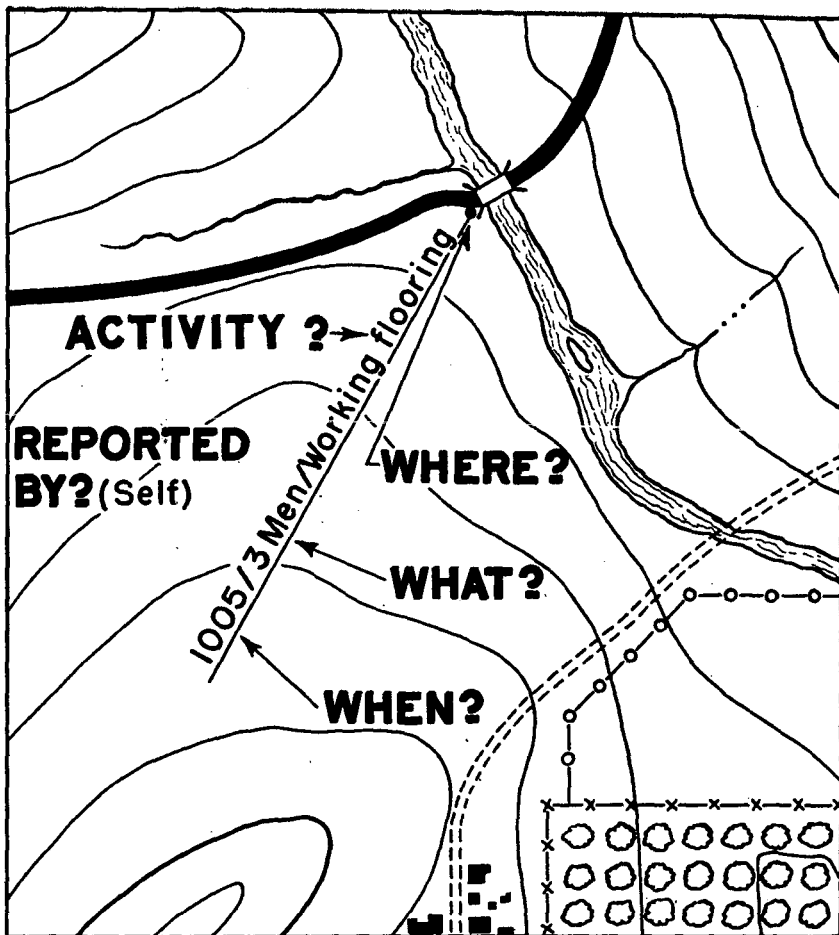 ACTIVITY ?
REPORTED
BY? (Self)
WHERE?
1005/3 Men/Working flooring
WHAT?
WHEN?